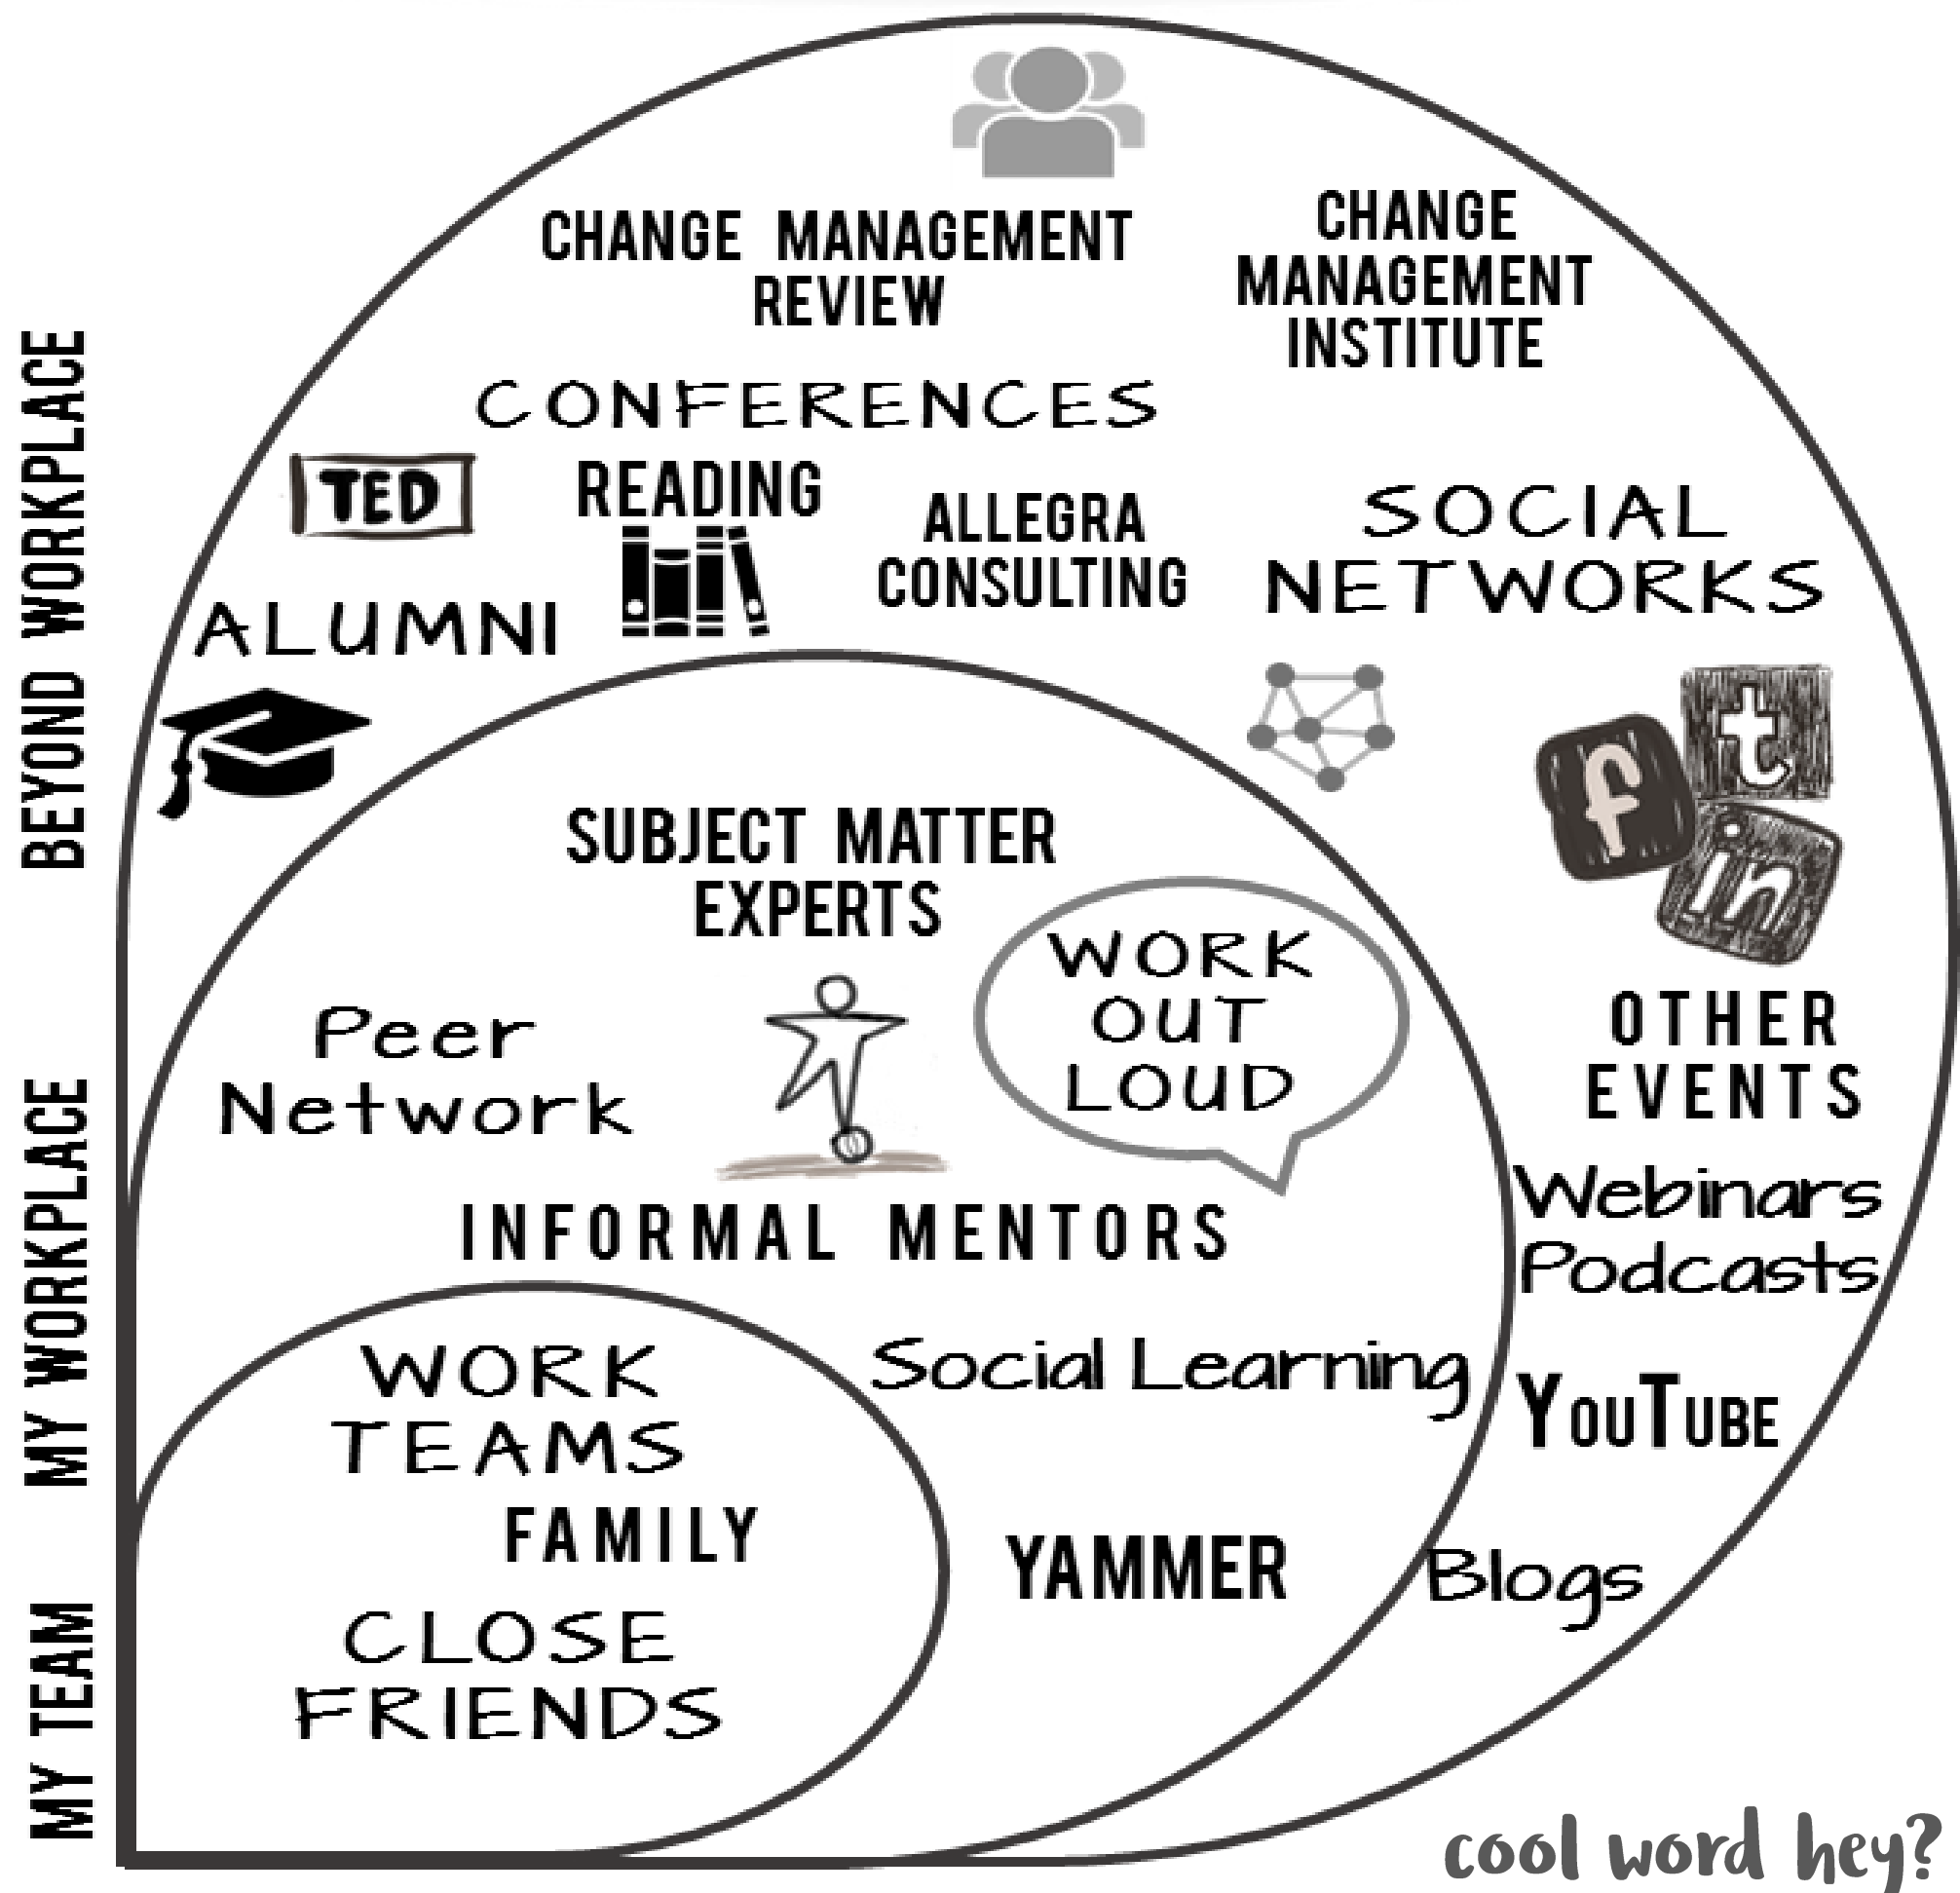 BEYOND WORKPLACE
CHANGE MANAGEMENT
REVIEW
CHANGE
MANAGEMENT
INSTITUTE
CONFERENCES
TED
READING
ALLEGRA
CONSULTING
SOCIAL
NETWORKS
ALUMNI
t
f
in
OTHER
EVENTS
Webinars
Podcasts
YOUTUBE
Blogs
MY WORKPLACE
SUBJECT MATTER
EXPERTS
WORK
OUT
LOUD
Peer
Network
INFORMAL MENTORS
Social Learning
YAMMER
MY TEAM
WORK
TEAMS
FAMILY
CLOSE
FRIENDS
cool word hey?